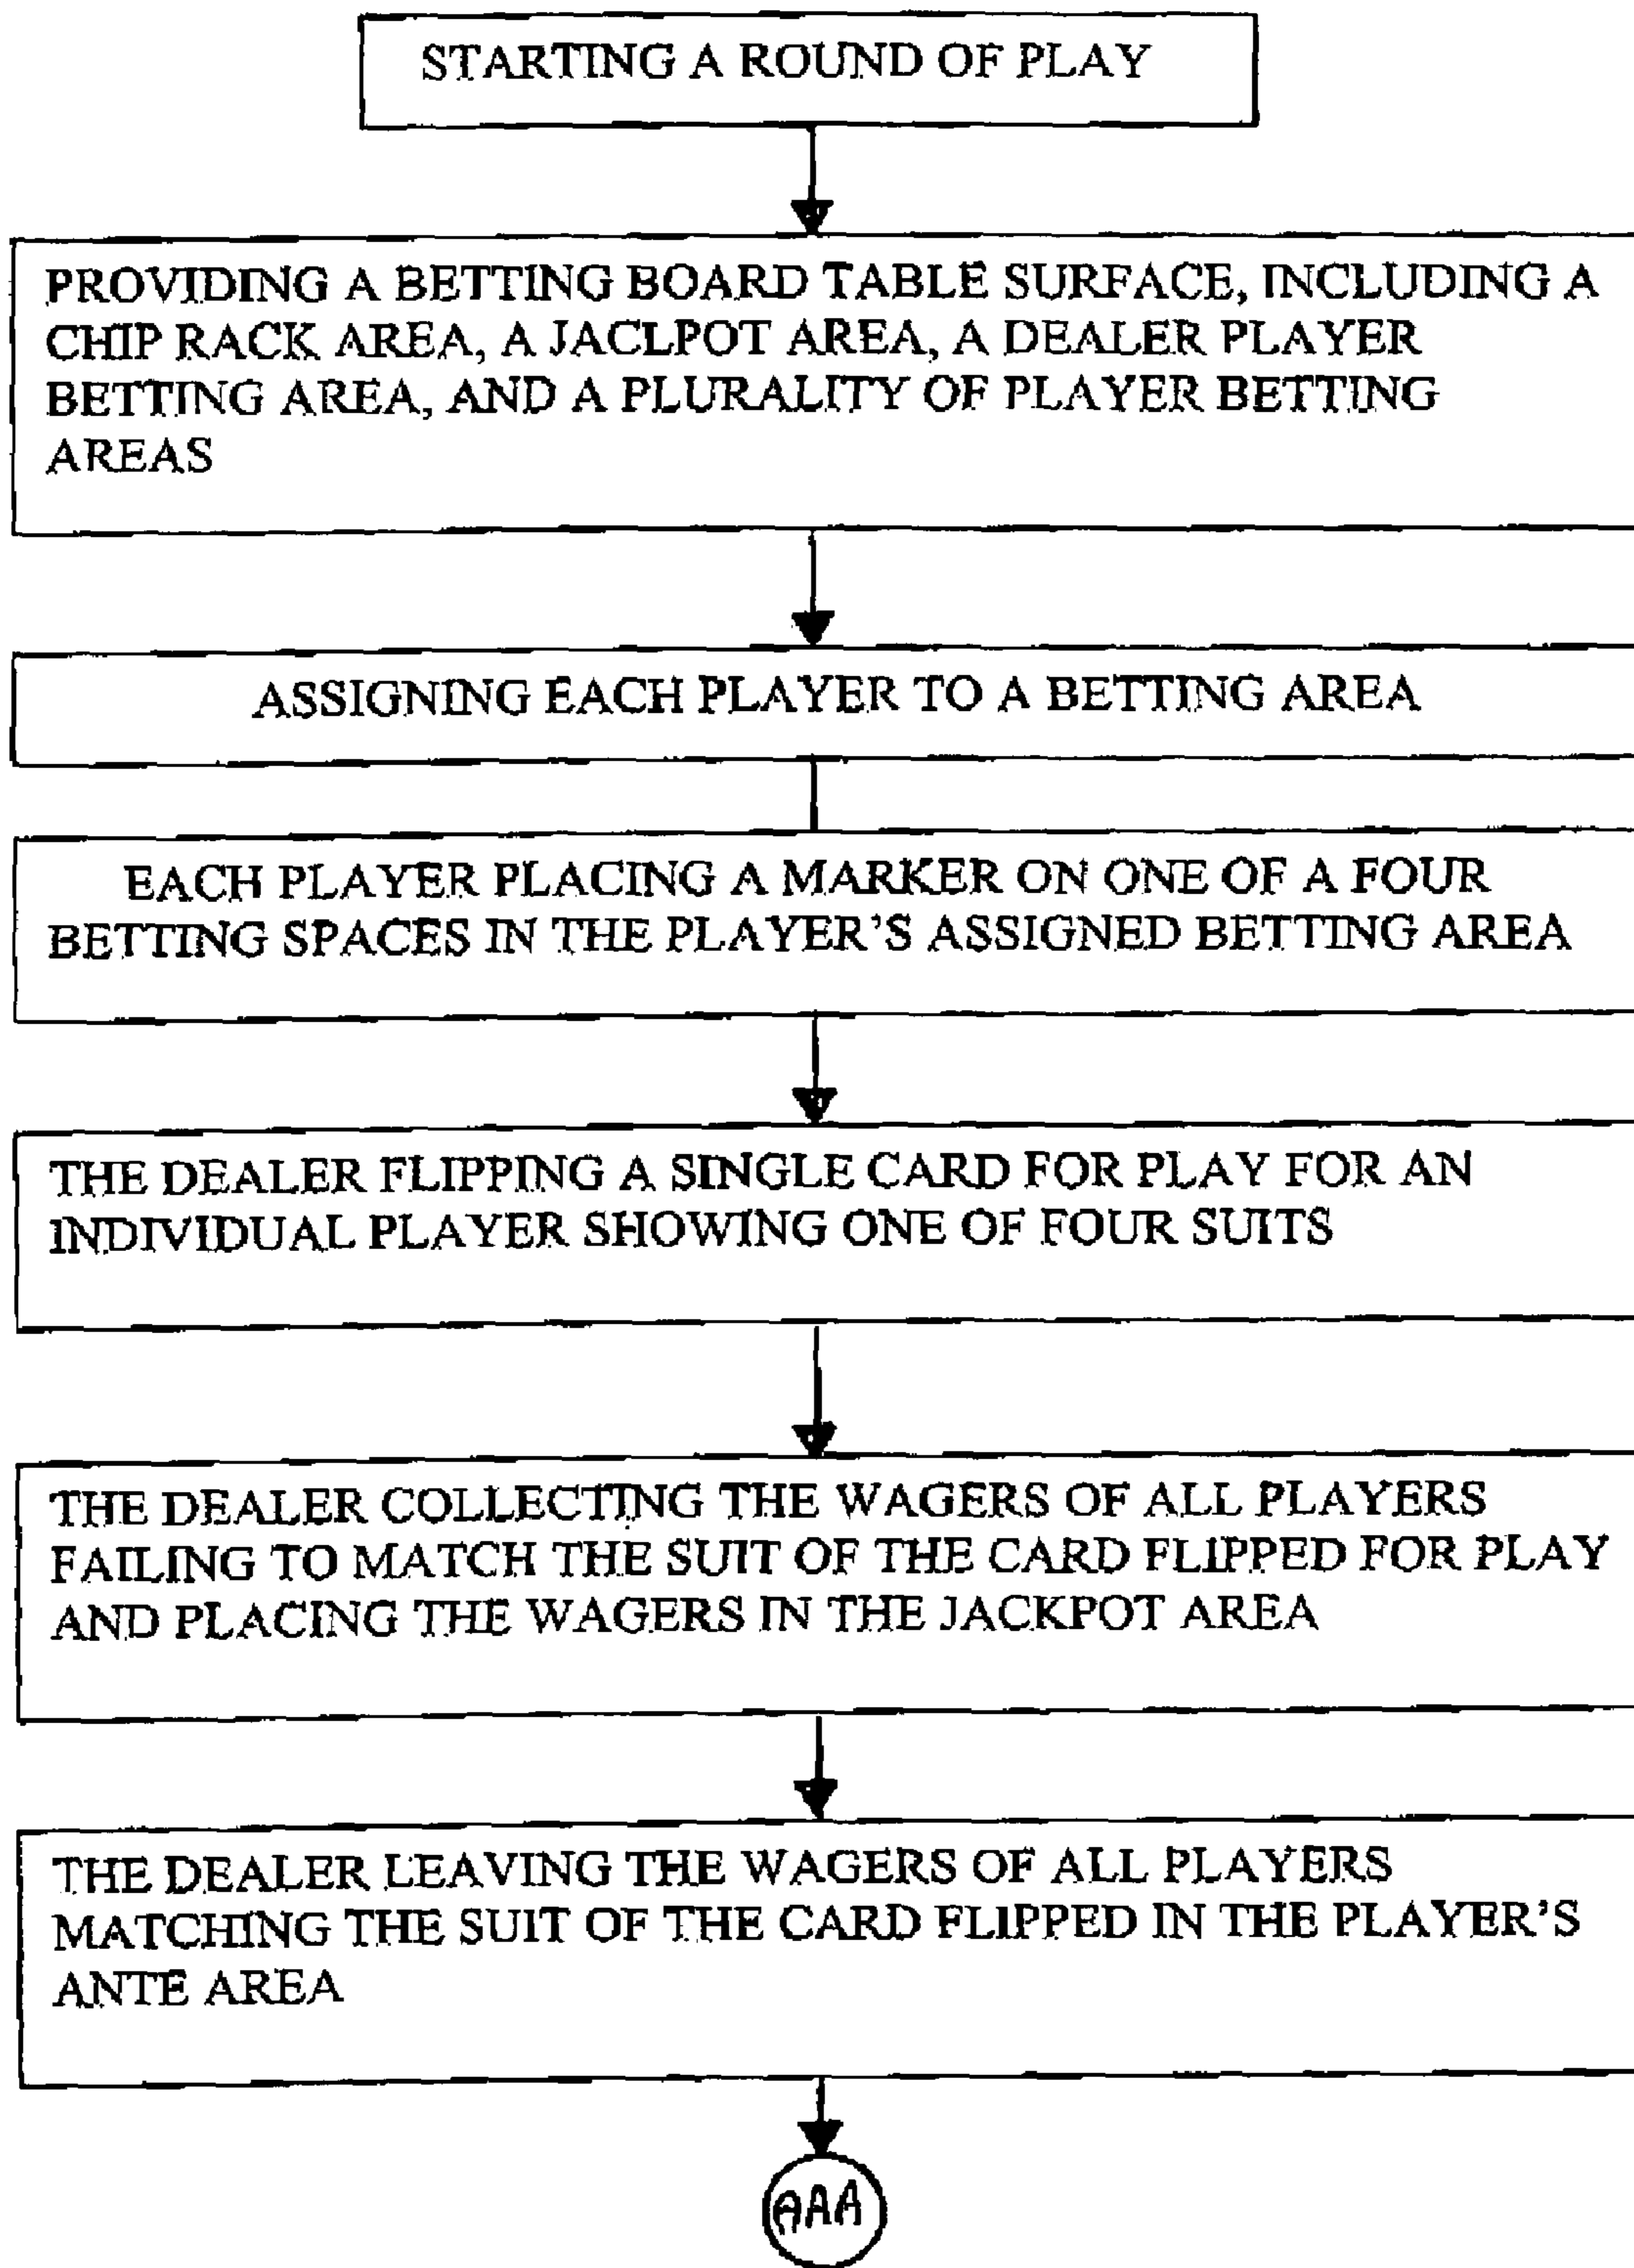 STARTING A ROUND OF PLAY
PROVIDING A BETTING BOARD TABLE SURFACE, INCLUDING A
CHIP RACK AREA, A JACLPOT AREA, A DEALER PLAYER
BETTING AREA, AND A PLURALITY OF PLAYER BETTING
AREAS
ASSIGNING EACH PLAYER TO A BETTING AREA
EACH PLAYER PLACING A MARKER ON ONE OF A FOUR
BETTING SPACES IN THE PLAYER'S ASSIGNED BETTING AREA
THE DEALER FLIPPING A SINGLE CARD FOR PLAY FOR AN
INDIVIDUAL PLAYER SHOWING ONE OF FOUR SUITS
THE DEALER COLLECTING THE WAGERS OF ALL PLAYERS
FAILING TO MATCH THE SUIT OF THE CARD FLIPPED FOR PLAY
AND PLACING THE WAGERS IN THE JACKPOT AREA
THE DEALER LEAVING THE WAGERS OF ALL PLAYERS
MATCHING THE SUIT OF THE CARD FLIPPED IN THE PLAYER'S
ANTE AREA
AAA